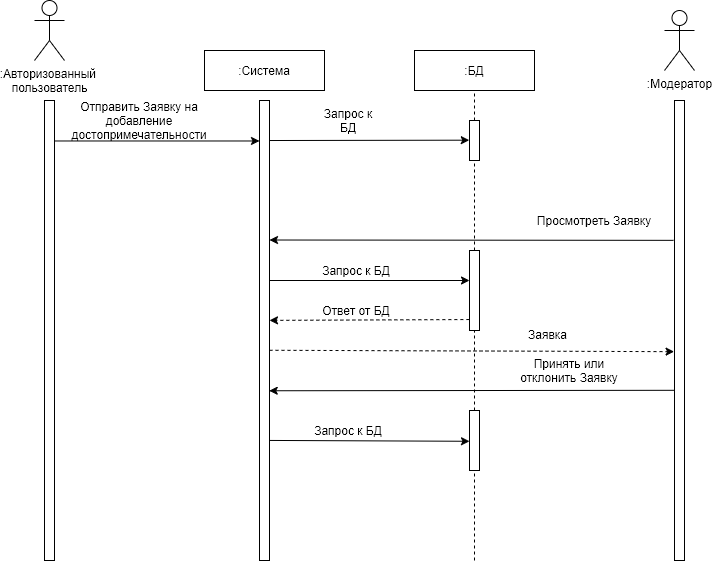 :Авторизованный
пользователь
:Система
:БД
:Модератор
Отправить Заявку на
добавление
достопримечательности
Запрос к
БД
Просмотреть Заявку
Запрос к БД
Ответ от БД
Заявка
Принять или
отклонить Заявку
Запрос к БД